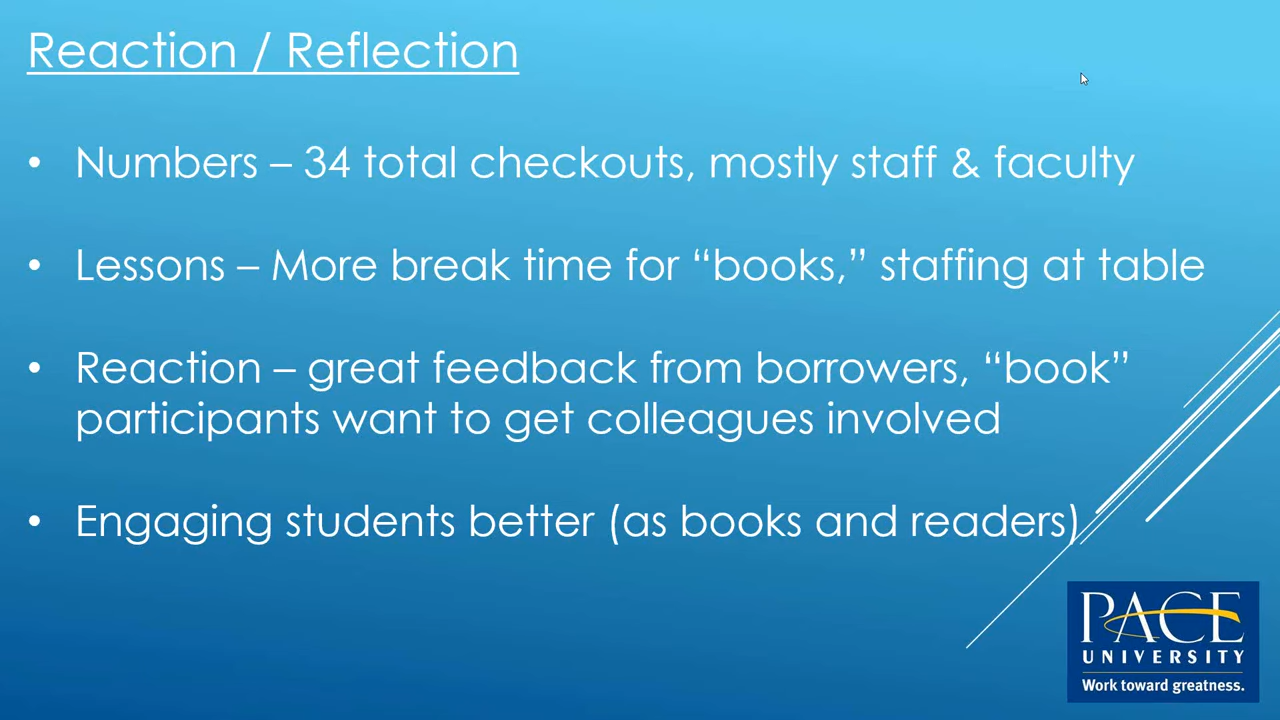 Reaction / Reflection
• Numbers – 34 total checkouts, mostly staff & faculty
• Lessons – More break time for “books,” staffing at table
• Reaction – great feedback from borrowers, “book”
participants want to get colleagues involved
• Engaging students better (as books and readers)
PACE
UNIVERSITY
Work toward greatness.